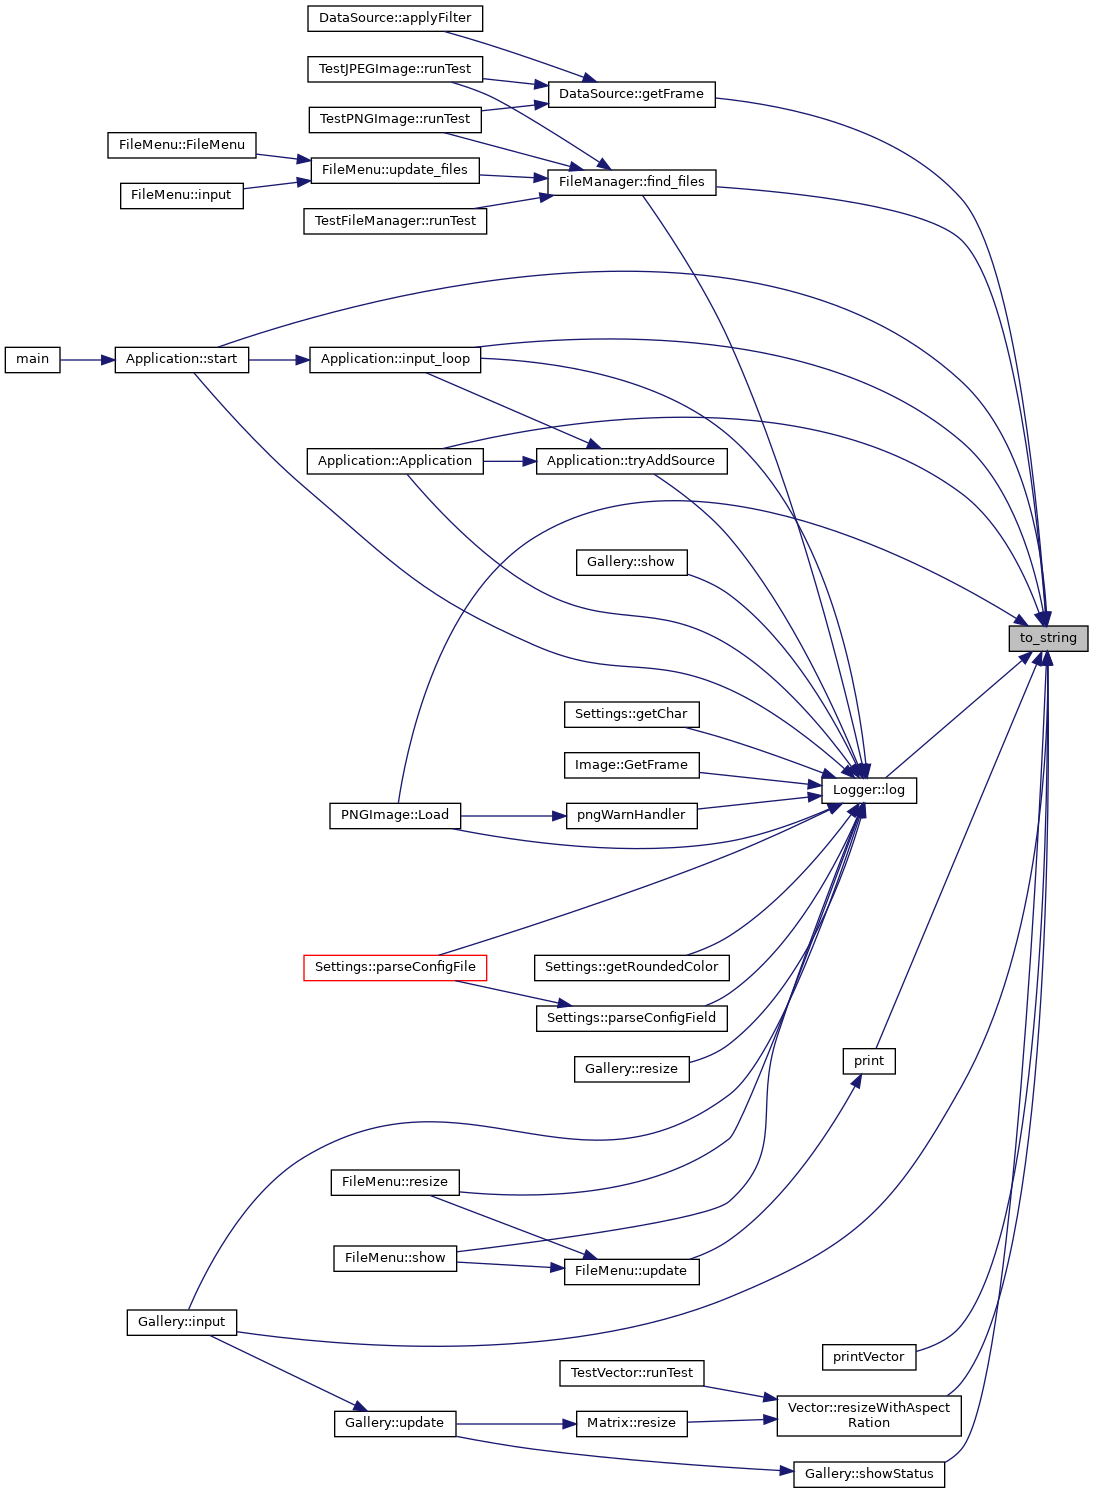 DataSource::applyFilter
TestJPEGImage::runTest
DataSource::getFrame
TestPNGImage::runTest
FileMenu::FileMenu
FileMenu::update_files
FileManager::find_files
FileMenu::input
TestFileManager::runTest
main
Application::start
Application::input_loop
Application::Application
Application::tryAddSource
Gallery::show
to_string
Settings::getChar
Image::GetFrame
Logger::log
PNGImage::Load
pngWarnHandler
Settings::parseConfigFile
Settings::getRoundedColor
Settings::parseConfigField
Gallery::resize
print
FileMenu::resize
FileMenu::show
FileMenu::update
Gallery::input
printVector
TestVector::runTest
Vector::resizeWithAspect
Ration
Gallery::update
Matrix::resize
Gallery::showStatus